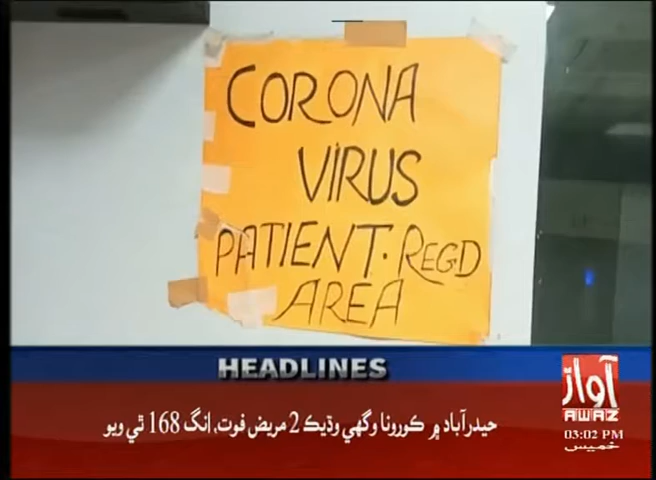 CORONA
VIRUS
PATIENT. REGD
AREA
HEADLINES
حيدرآباد ۾ ڪورونا وگهي وڌيڪ 2 مريض فوت، انگ 168 ٿي ويو
آواز
AWAZ
03:02 PM
خميس